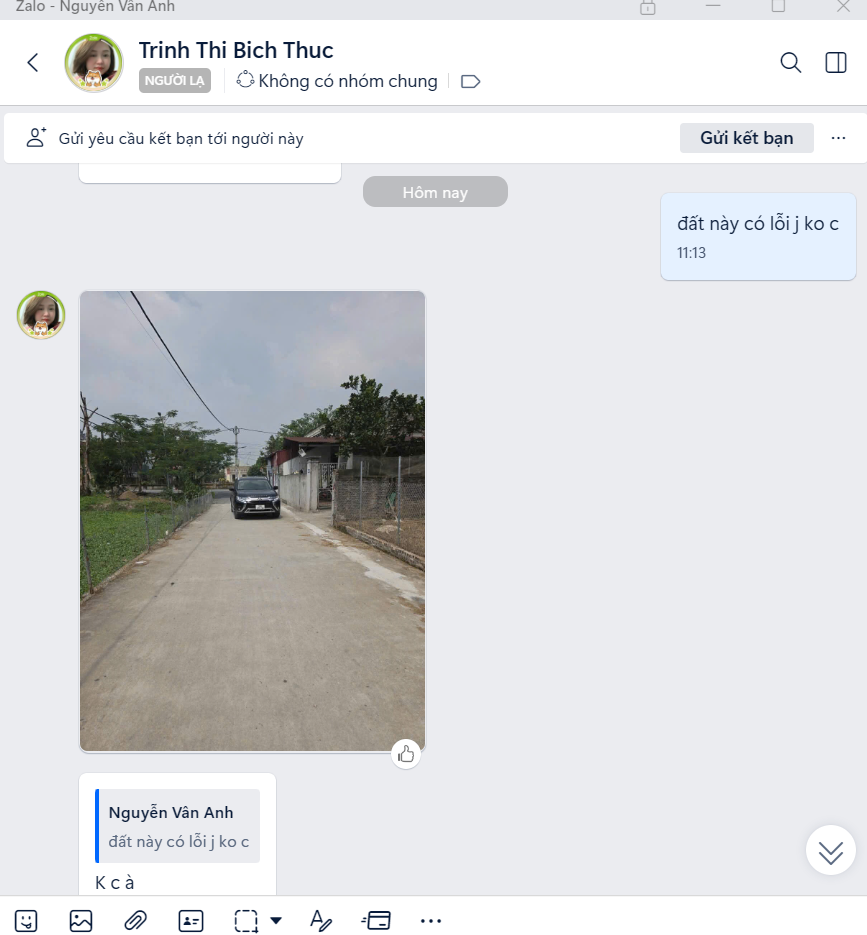 Zalo - Nguyễn Vân Anh
Trinh Thi Bich Thuc
NGƯỜI LẠ
Không có nhóm chung
Gửi yêu cầu kết bạn tới người này
Gửi kết bạn
Hôm nay
đất này có lỗi j ko c
11:13
Nguyễn Vân Anh
đất này có lỗi j ko c
K c à